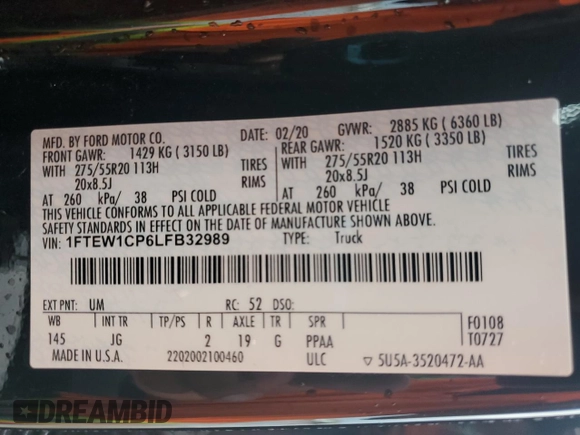 MFD. BY FORD MOTOR CO. DATE: 02/20 GVWR: 2885 KG ( 6360 LB)
FRONT GAWR: 1429 KG ( 3150 LB) REAR GAWR: 1520 KG ( 3350 LB)
WITH 275/55R20 113H TIRES WITH 275/55R20 113H TIRES
20x8.5J RIMS 20x8.5J RIMS
AT 260 kPa/ 38 PSI COLD AT 260 kPa/ 38 PSI COLD
THIS VEHICLE CONFORMS TO ALL APPLICABLE FEDERAL MOTOR VEHICLE
SAFETY STANDARDS IN EFFECT ON THE DATE OF MANUFACTURE SHOWN ABOVE.
VIN: 1FTEW1CP6LFB32989 TYPE: Truck
EXT PNT: UM RC: 52 DSO:
WB INT TR TP/PS R AXLE TR SPR F0108
145 JG 2 19 G PPAA T0727
MADE IN U.S.A. 2202002100460 ULC ▽ 5U5A-3520472-AA
DREAMBID